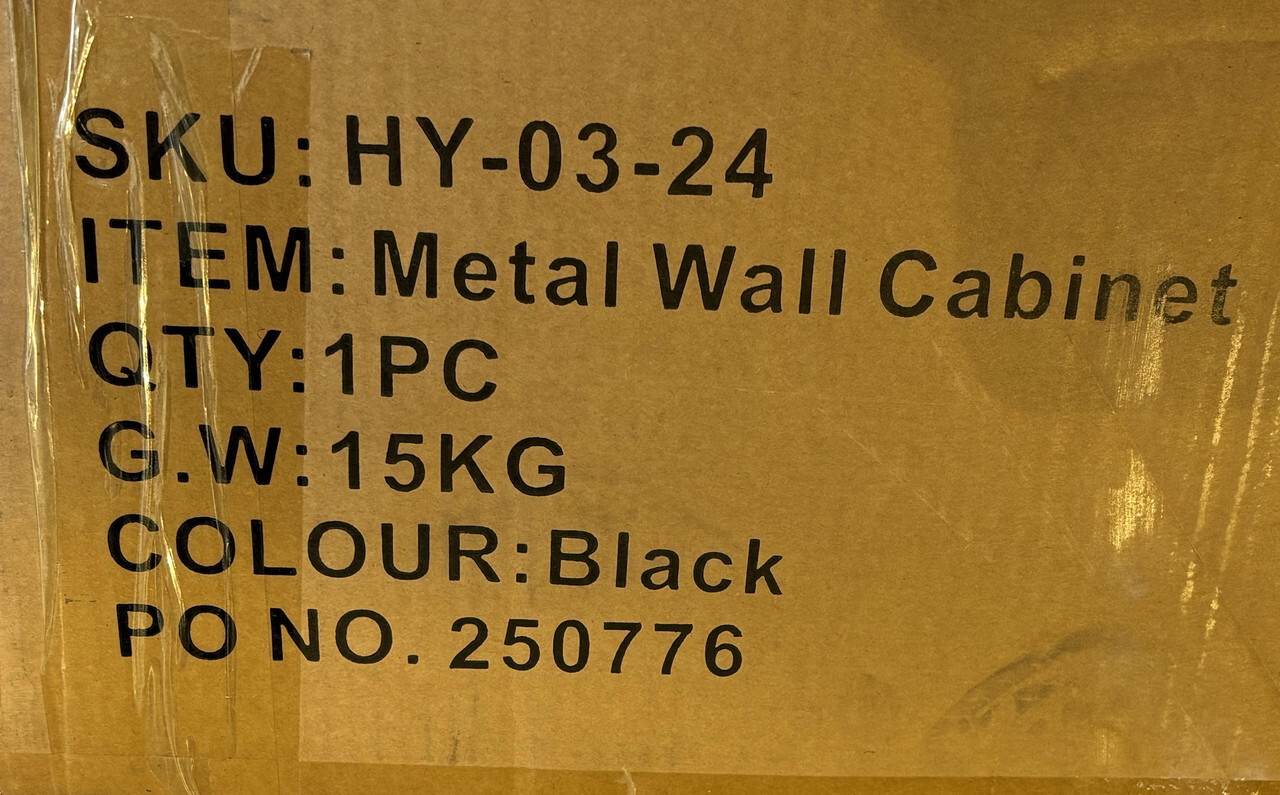 SKU: HY-03-24
ITEM: Metal Wall Cabinet
QTY: 1PC
G.W: 15KG
COLOUR: Black
PO NO. 250776